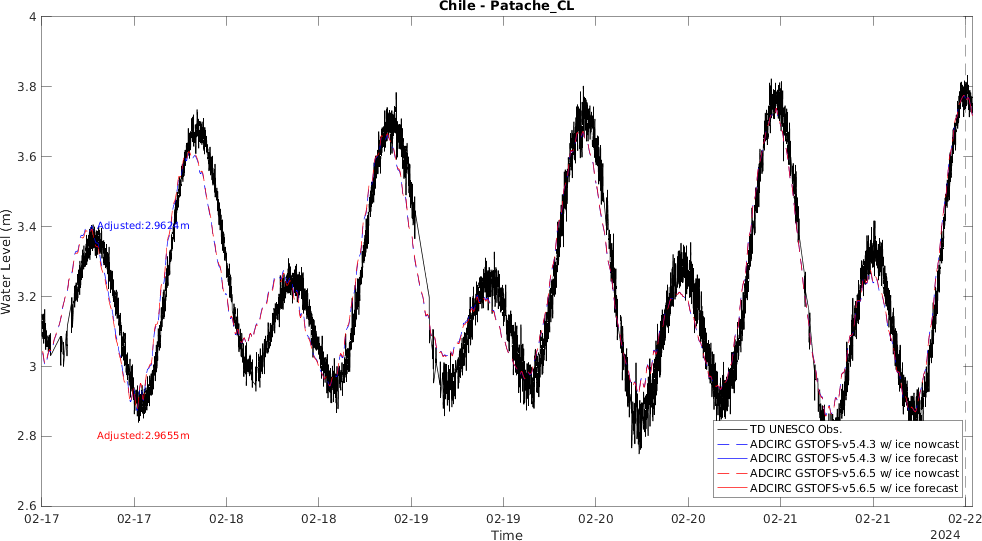 Chile - Patache_CL
Water Level (m)
4
3.8
3.6
3.4
3.2
3
2.8
2.6
Adjusted:2.9624m
Adjusted:2.9655m
TD UNESCO Obs.
ADCIRC GSTOFS-v5.4.3 w/ ice nowcast
ADCIRC GSTOFS-v5.4.3 w/ ice forecast
ADCIRC GSTOFS-v5.6.5 w/ ice nowcast
ADCIRC GSTOFS-v5.6.5 w/ ice forecast
02-17 02-17 02-18 02-18 02-19 02-19 02-20 02-20 02-21 02-21 02-22
Time
2024